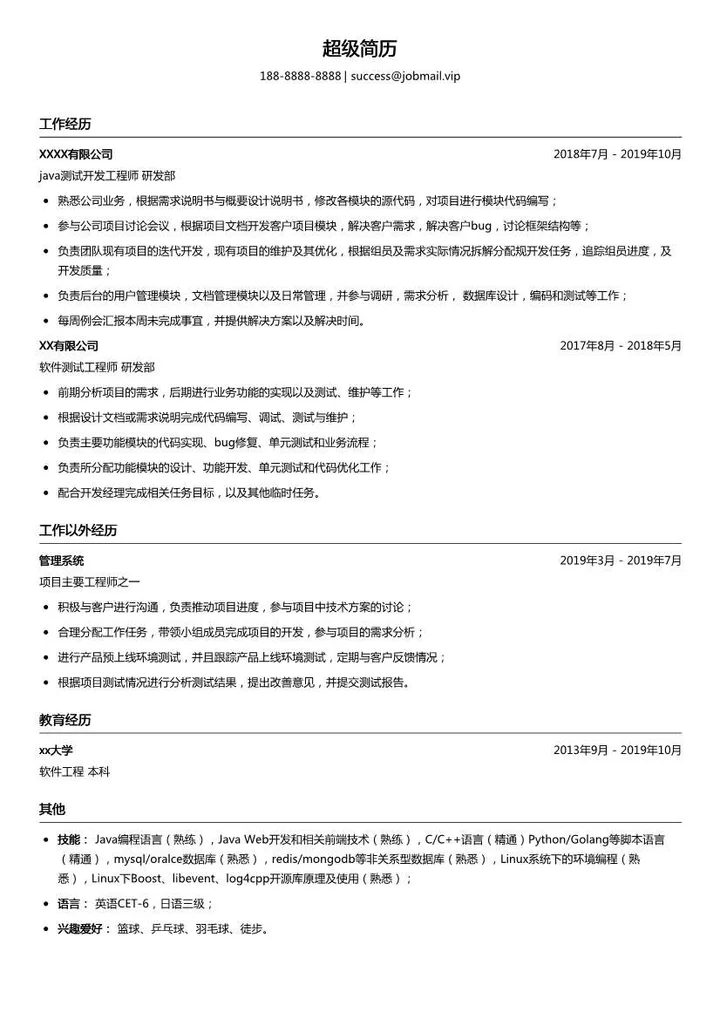 超级简历
188-8888-8888 | success@jobmail.vip
工作经历
XXXX有限公司 2018年7月 - 2019年10月
java测试开发工程师 研发部
• 熟悉公司业务，根据需求说明书与概要设计说明书，修改各模块的源代码，对项目进行模块代码编写；
• 参与公司项目讨论会议，根据项目文档开发客户项目模块，解决客户需求，解决客户bug，讨论框架结构等；
• 负责团队现有项目的迭代开发，现有项目的维护及其优化，根据组员及需求实际情况拆解分配规开发任务，追踪组员进度，及
开发质量；
• 负责后台的用户管理模块，文档管理模块以及日常管理，并参与调研，需求分析， 数据库设计，编码和测试等工作；
• 每周例会汇报本周未完成事宜，并提供解决方案以及解决时间。
XX有限公司 2017年8月 - 2018年5月
软件测试工程师 研发部
• 前期分析项目的需求，后期进行业务功能的实现以及测试、维护等工作；
• 根据设计文档或需求说明完成代码编写、调试、测试与维护；
• 负责主要功能模块的代码实现、bug修复、单元测试和业务流程；
• 负责所分配功能模块的设计、功能开发、单元测试和代码优化工作；
• 配合开发经理完成相关任务目标，以及其他临时任务。
工作以外经历
管理系统 2019年3月 - 2019年7月
项目主要工程师之一
• 积极与客户进行沟通，负责推动项目进度，参与项目中技术方案的讨论；
• 合理分配工作任务，带领小组成员完成项目的开发，参与项目的需求分析；
• 进行产品预上线环境测试，并且跟踪产品上线环境测试，定期与客户反馈情况；
• 根据项目测试情况进行分析测试结果，提出改善意见，并提交测试报告。
教育经历
xx大学 2013年9月 - 2019年10月
软件工程 本科
其他
• 技能： Java编程语言（熟练），Java Web开发和相关前端技术（熟练），C/C++语言（精通）Python/Golang等脚本语言
（精通），mysql/oralce数据库（熟悉），redis/mongodb等非关系型数据库（熟悉），Linux系统下的环境编程（熟
悉），Linux下Boost、libevent、log4cpp开源库原理及使用（熟悉）；
• 语言： 英语CET-6，日语三级；
• 兴趣爱好： 篮球、乒乓球、羽毛球、徒步。